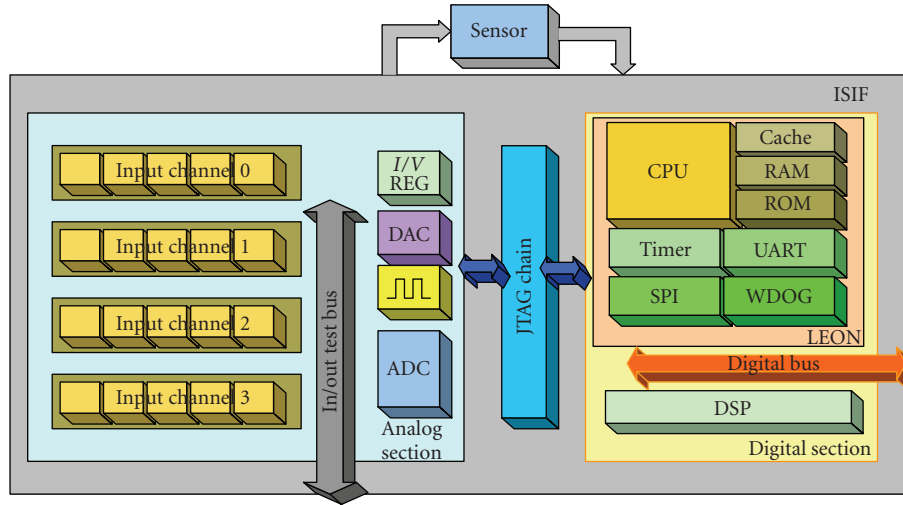 Sensor
ISIF
Input channel 0
Input channel 1
Input channel 2
Input channel 3
In/out test bus
I/V
REG
DAC
ADC
Analog
section
JTAG chain
CPU
Cache
RAM
ROM
Timer
UART
SPI
WDOG
LEON
Digital bus
DSP
Digital section